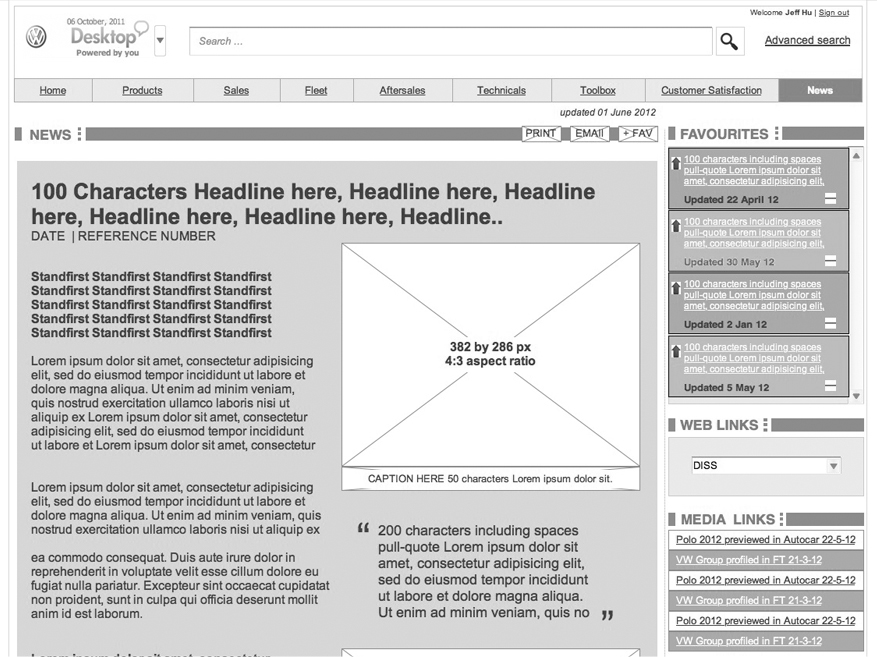 Welcome Jeff Hu | Sign out
06 October, 2011
Desktop
Powered by you
Search ...
Advanced search
Home
Products
Sales
Fleet
Aftersales
Technicals
Toolbox
Customer Satisfaction
News
updated 01 June 2012
NEWS
PRINT
EMAIl
+ FAV
100 Characters Headline here, Headline here, Headline
here, Headline here, Headline here, Headline..
DATE | REFERENCE NUMBER
Standfirst Standfirst Standfirst Standfirst
Standfirst Standfirst Standfirst Standfirst
Standfirst Standfirst Standfirst Standfirst
Standfirst Standfirst Standfirst Standfirst
Standfirst Standfirst Standfirst Standfirst
Lorem ipsum dolor sit amet, consectetur adipisicing
elit, sed do eiusmod tempor incididunt ut labore et
dolore magna aliqua. Ut enim ad minim veniam,
quis nostrud exercitation ullamco laboris nisi ut
aliquip ex Lorem ipsum dolor sit amet, consectetur
adipisicing elit, sed do eiusmod tempor incididunt
ut labore et Lorem ipsum dolor sit amet, consectetur
Lorem ipsum dolor sit amet, consectetur adipisicing
elit, sed do eiusmod tempor incididunt ut labore et
dolore magna aliqua. Ut enim ad minim veniam, quis
nostrud exercitation ullamco laboris nisi ut aliquip ex
ea commodo consequat. Duis aute irure dolor in
reprehenderit in voluptate velit esse cillum dolore eu
fugiat nulla pariatur. Excepteur sint occaecat cupidatat
non proident, sunt in culpa qui officia deserunt mollit
anim id est laborum.
382 by 286 px
4:3 aspect ratio
CAPTION HERE 50 characters Lorem ipsum dolor sit.
“ 200 characters including spaces
pull-quote Lorem ipsum dolor sit
amet, consectetur adipisicing elit,
sed do eiusmod tempor incididunt
ut labore et dolore magna aliqua.
Ut enim ad minim veniam, quis no ”
FAVOURITES
100 characters including spaces
pull-quote Lorem ipsum dolor sit
amet, consectetur adipisicing elit,
Updated 22 April 12
100 characters including spaces
pull-quote Lorem ipsum dolor sit
amet, consectetur adipisicing elit,
Updated 30 May 12
100 characters including spaces
pull-quote Lorem ipsum dolor sit
amet, consectetur adipisicing elit,
Updated 2 Jan 12
100 characters including spaces
pull-quote Lorem ipsum dolor sit
amet, consectetur adipisicing elit,
Updated 5 May 12
WEB LINKS
DISS
MEDIA LINKS
Polo 2012 previewed in Autocar 22-5-12
VW Group profiled in FT 21-3-12
Polo 2012 previewed in Autocar 22-5-12
VW Group profiled in FT 21-3-12
Polo 2012 previewed in Autocar 22-5-12
VW Group profiled in FT 21-3-12